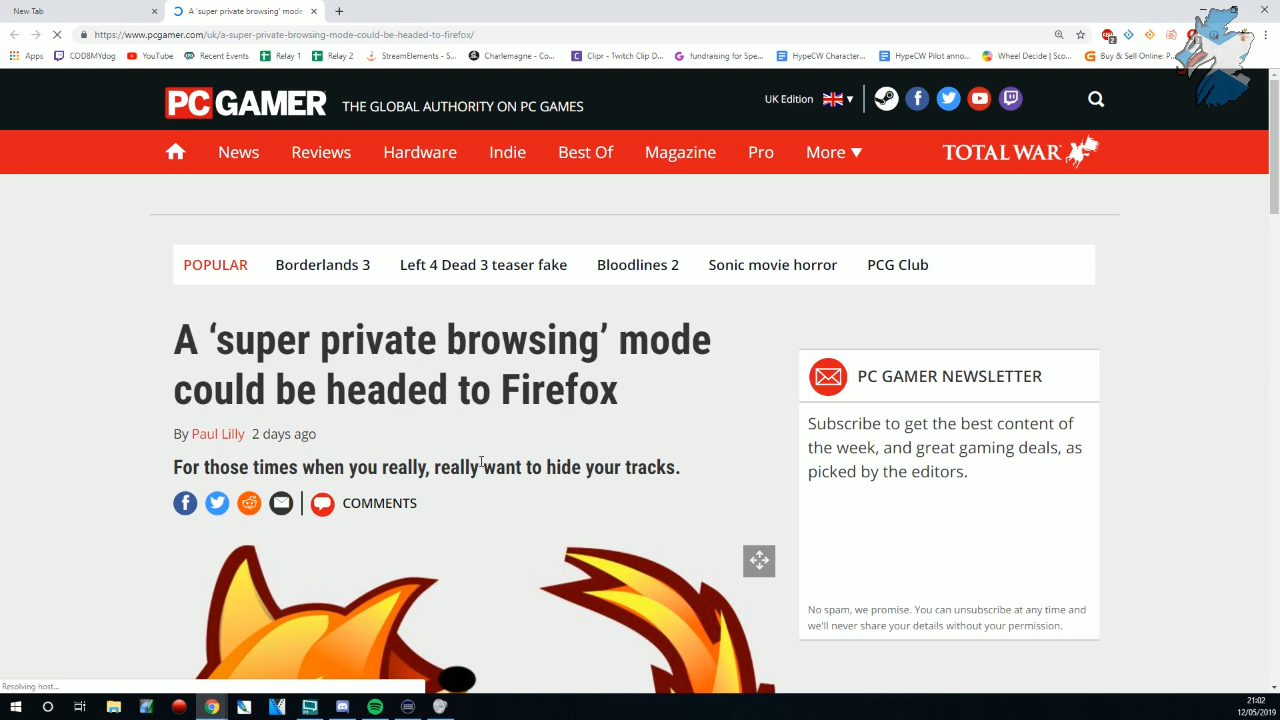 New Tab
A 'super private browsing' mode
https://www.pcgamer.com/uk/a-super-private-browsing-mode-could-be-headed-to-firefox/
Apps COD8MYdog YouTube Recent Events Relay 1 Relay 2 StreamElements - S... Charlemagne - Co... Clipr - Twitch Clip D... fundraising for Spe... HypeCW Character... HypeCW Pilot anno... Wheel Decide | Sco... Buy & Sell Online: P...
PC GAMER THE GLOBAL AUTHORITY ON PC GAMES
UK Edition
News Reviews Hardware Indie Best Of Magazine Pro More
TOTAL WAR
POPULAR Borderlands 3 Left 4 Dead 3 teaser fake Bloodlines 2 Sonic movie horror PCG Club
A ‘super private browsing’ mode
could be headed to Firefox
By Paul Lilly 2 days ago
For those times when you really, really want to hide your tracks.
COMMENTS
PC GAMER NEWSLETTER
Subscribe to get the best content of
the week, and great gaming deals, as
picked by the editors.
No spam, we promise. You can unsubscribe at any time and
we'll never share your details without your permission.
Resolving host...
21:02
12/05/2019